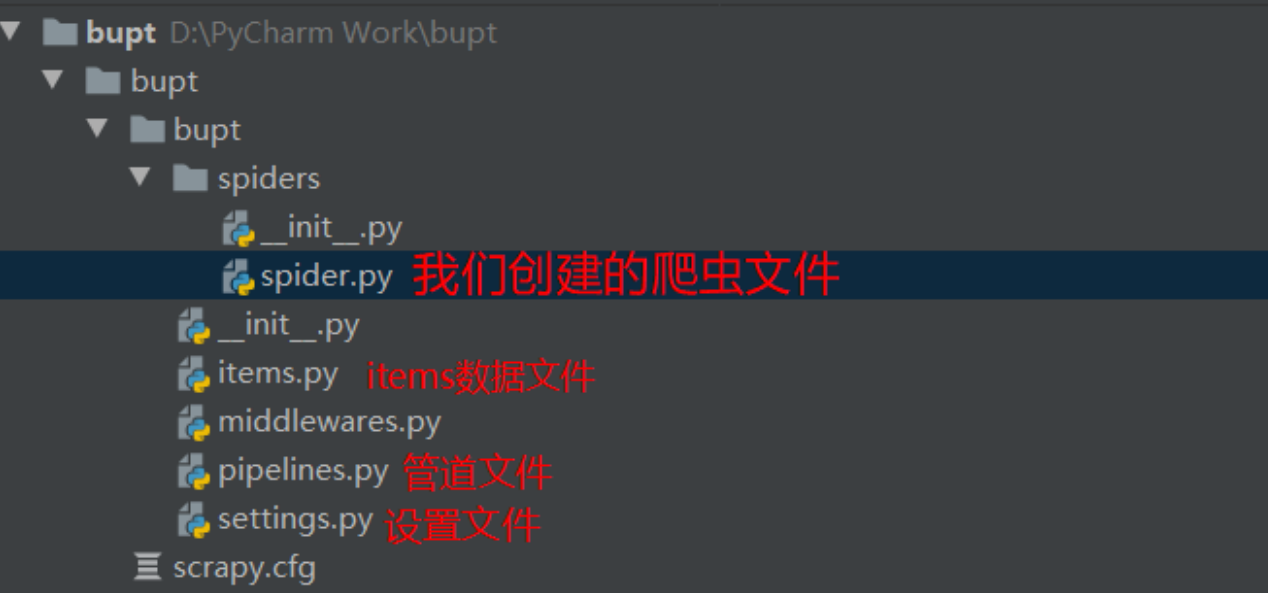 bupt D:\PyCharm Work\bupt
bupt
bupt
spiders
__init__.py
spider.py 我们创建的爬虫文件
__init__.py
items.py items数据文件
middlewares.py
pipelines.py 管道文件
settings.py 设置文件
scrapy.cfg